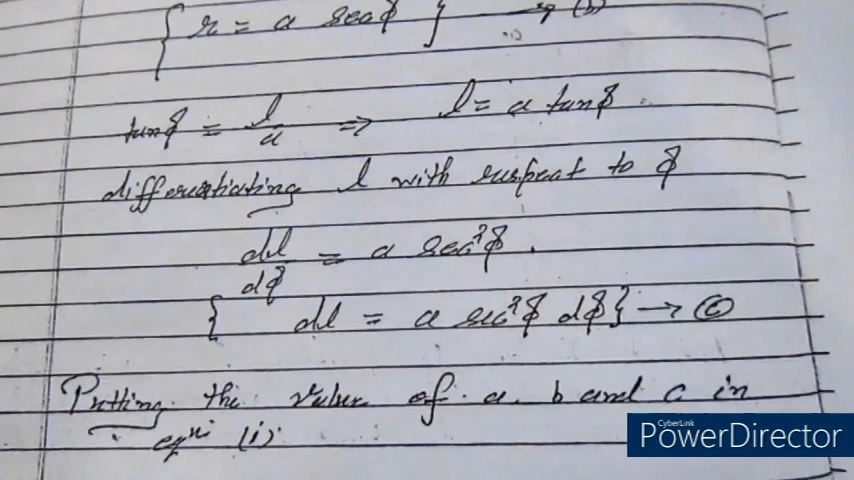 { r = a secϕ } → (b)
tanϕ = l/a ⇒ l = a tanϕ
differentiating l with respect to ϕ
dl/dϕ = a sec²ϕ.
{ dl = a sec²ϕ dϕ} → (c)
Putting the value of a, b and c in
eqⁿ (i)
CyberLink
PowerDirector